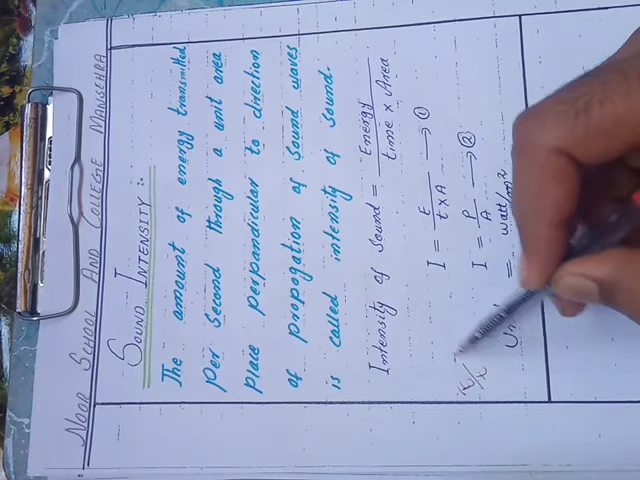 NOOR SCHOOL AND COLLEGE MANSEHRA
SOUND INTENSITY :-
The amount of energy transmitted
per second through a unit area
place perpandicular to direction
of propogation of sound waves
is called intensity of sound.
Intensity of sound = Energy / time × Area
I = E / t × A → ①
I = P / A → ②
= watt/m²